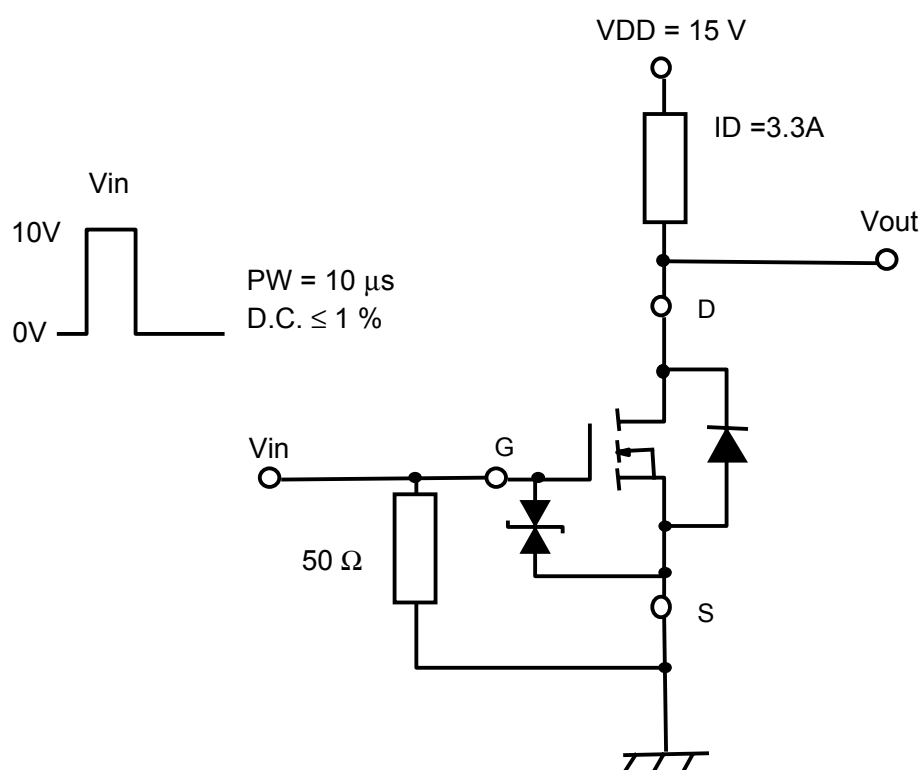 VDD = 15 V
ID =3.3A
Vin
10V
Vout
PW = 10 μs
D.C. ≤ 1 %
0V
D
Vin
G
50 Ω
S